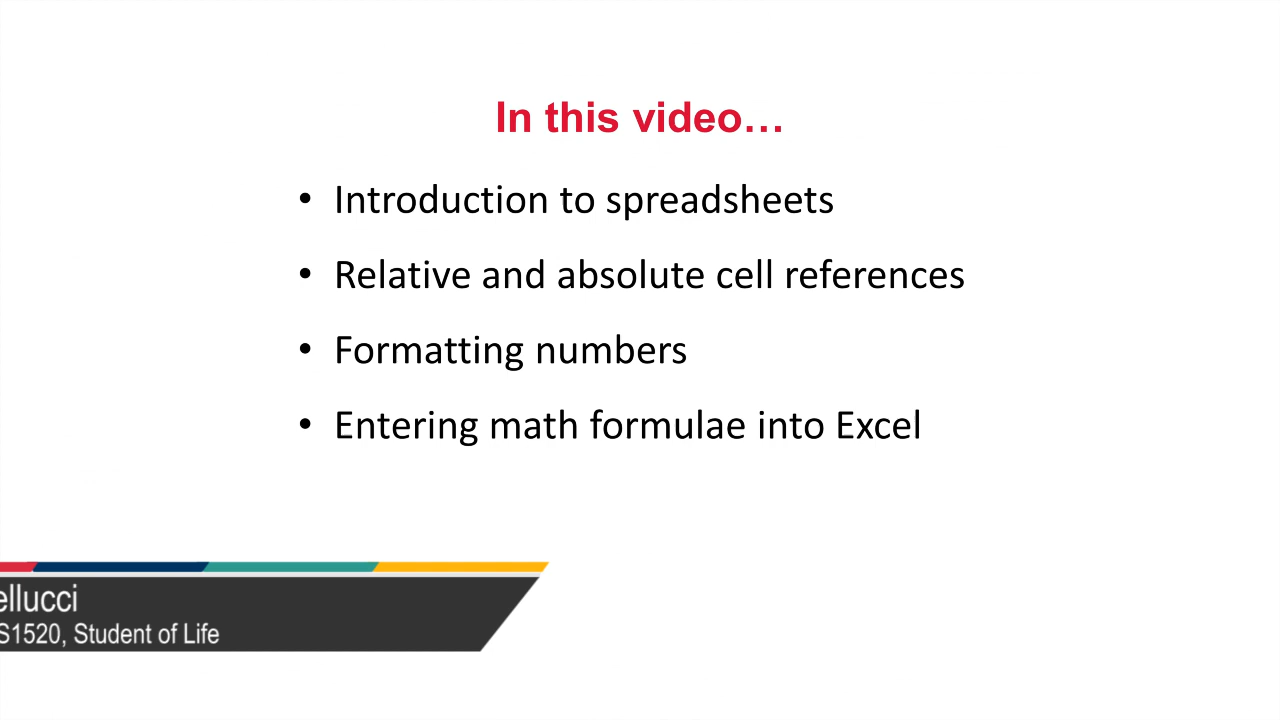 In this video…
• Introduction to spreadsheets
• Relative and absolute cell references
• Formatting numbers
• Entering math formulae into Excel
ellucci
S1520, Student of Life